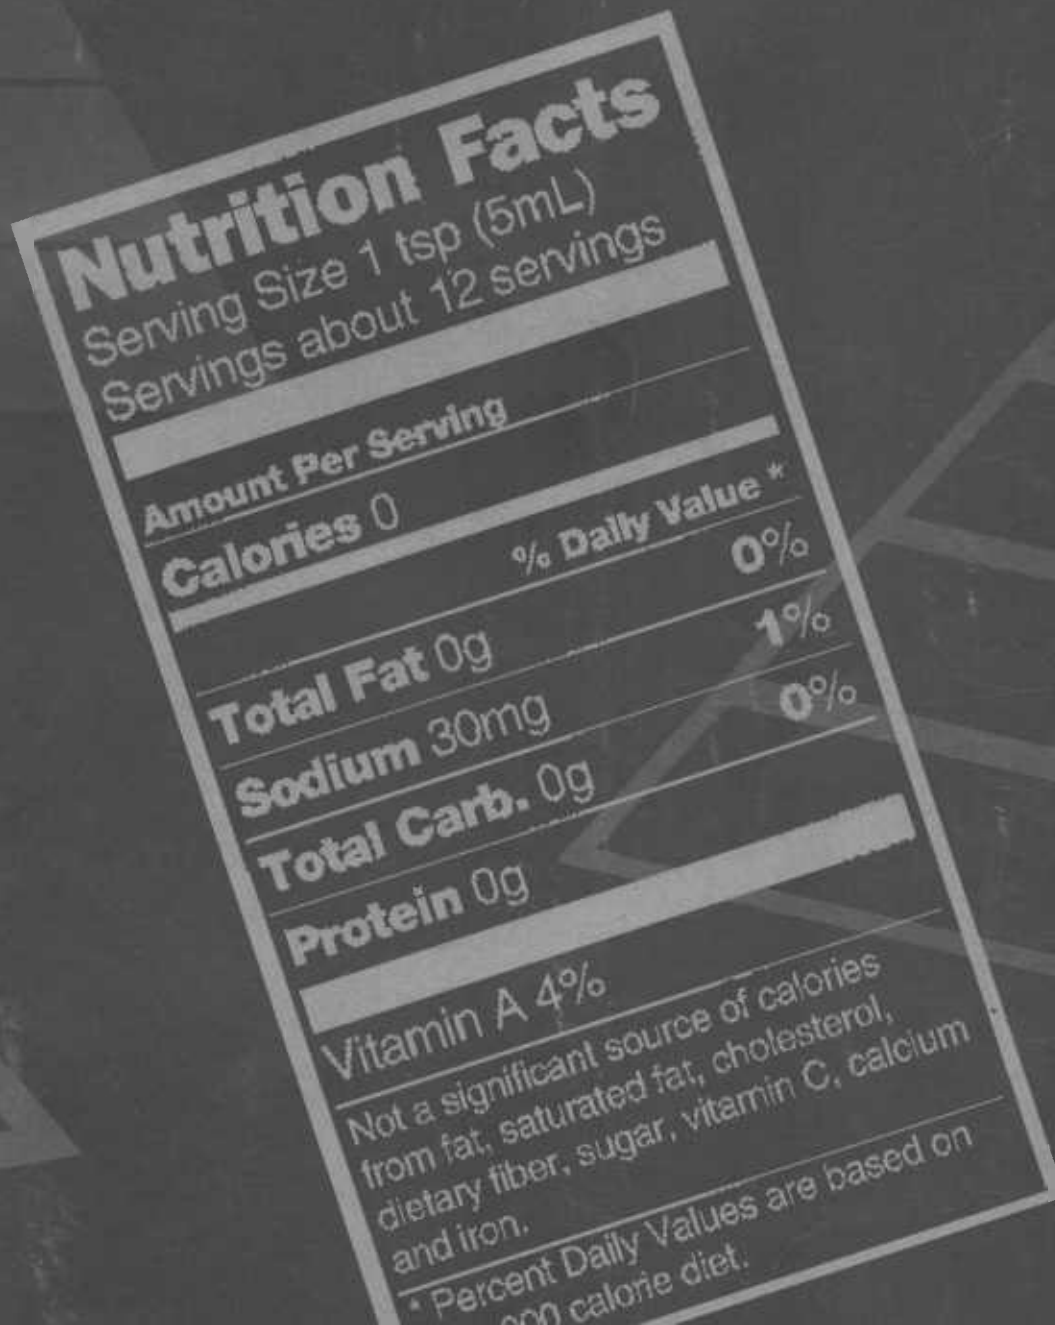 Nutrition Facts
Serving Size 1 tsp (5mL)
Servings about 12 servings
Amount Per Serving
Calories 0
% Daily Value *
Total Fat 0g 0%
Sodium 30mg 1%
Total Carb. 0g 0%
Protein 0g
Vitamin A 4%
Not a significant source of calories
from fat, saturated fat, cholesterol,
dietary fiber, sugar, vitamin C, calcium
and iron.
* Percent Daily Values are based on
calorie diet.